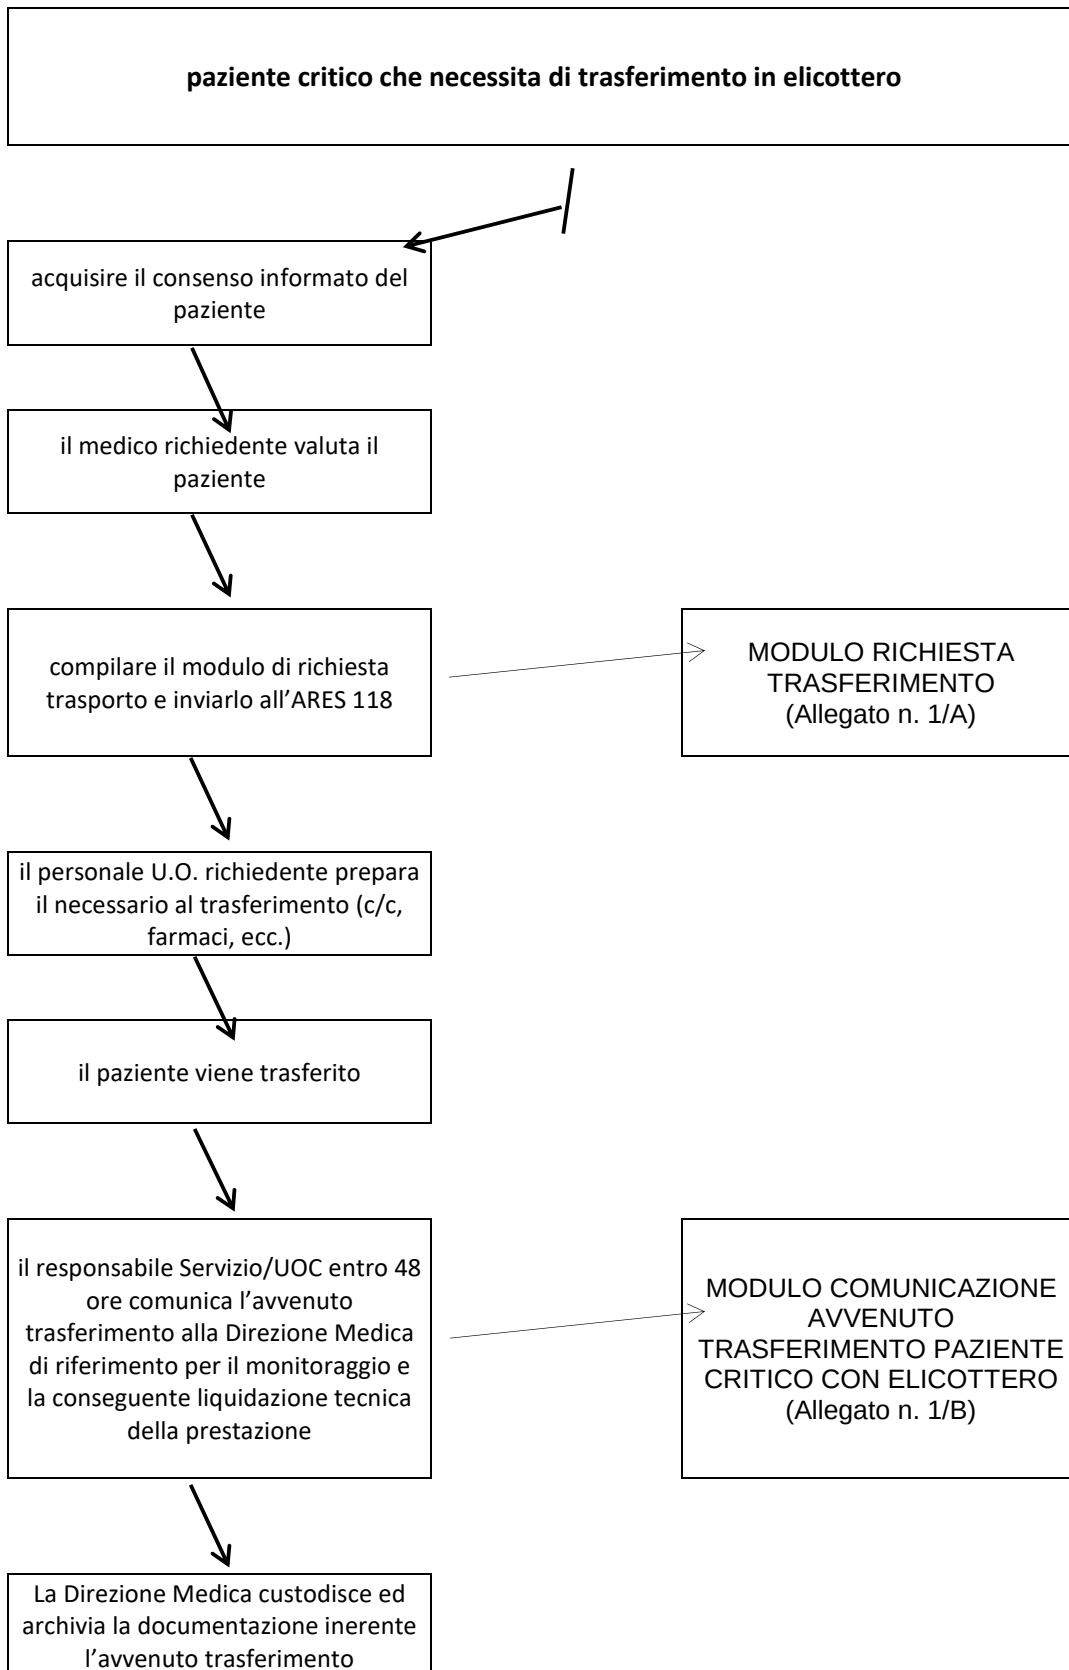 paziente critico che necessita di trasferimento in elicottero
acquisire il consenso informato del
paziente
il medico richiedente valuta il
paziente
compilare il modulo di richiesta
trasporto e inviarlo all’ARES 118
MODULO RICHIESTA
TRASFERIMENTO
(Allegato n. 1/A)
il personale U.O. richiedente prepara
il necessario al trasferimento (c/c,
farmaci, ecc.)
il paziente viene trasferito
il responsabile Servizio/UOC entro 48
ore comunica l’avvenuto
trasferimento alla Direzione Medica
di riferimento per il monitoraggio e
la conseguente liquidazione tecnica
della prestazione
MODULO COMUNICAZIONE
AVVENUTO
TRASFERIMENTO PAZIENTE
CRITICO CON ELICOTTERO
(Allegato n. 1/B)
La Direzione Medica custodisce ed
archivia la documentazione inerente
l’avvenuto trasferimento